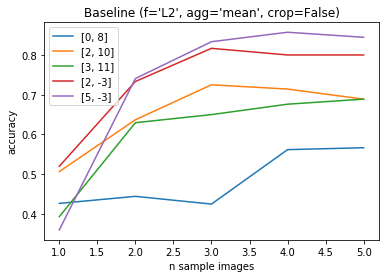 Baseline (f='L2', agg='mean', crop=False)
[0, 8]
[2, 10]
[3, 11]
[2, -3]
[5, -3]
accuracy
0.8
0.7
0.6
0.5
0.4
1.0 1.5 2.0 2.5 3.0 3.5 4.0 4.5 5.0
n sample images